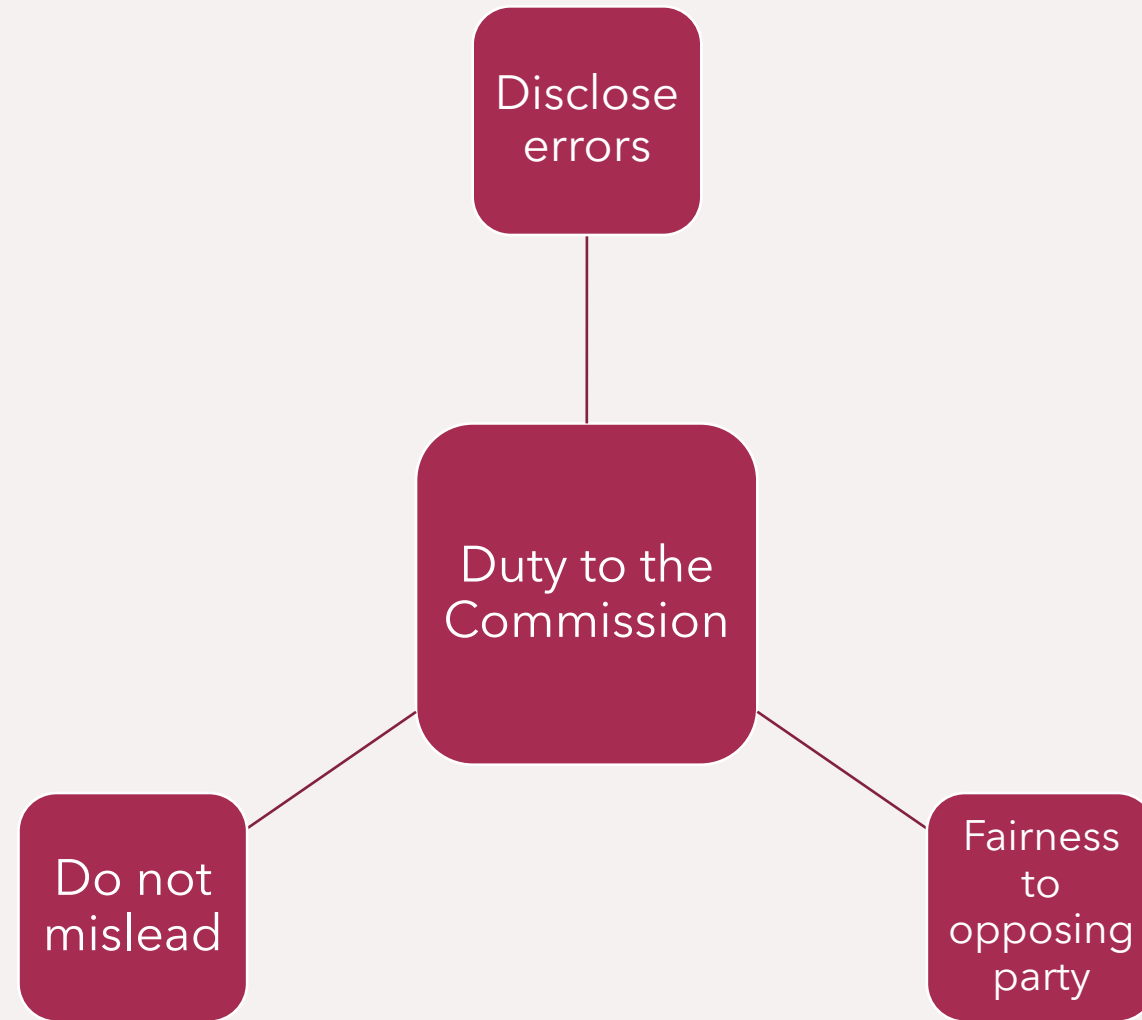 Disclose
errors
Duty to the
Commission
Do not
mislead
Fairness
to
opposing
party